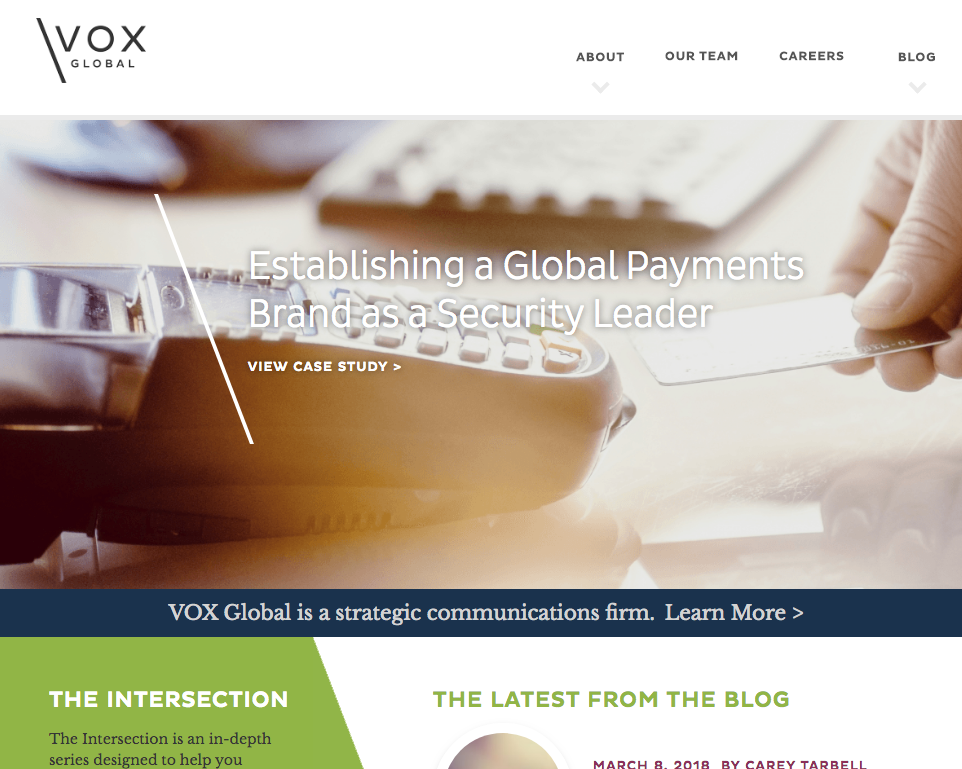 VOX
GLOBAL
ABOUT
OUR TEAM
CAREERS
BLOG
Establishing a Global Payments
Brand as a Security Leader
VIEW CASE STUDY >
VOX Global is a strategic communications firm. Learn More >
THE INTERSECTION
The Intersection is an in-depth
series designed to help you
THE LATEST FROM THE BLOG
MARCH 8, 2018 BY CAREY TARBELL